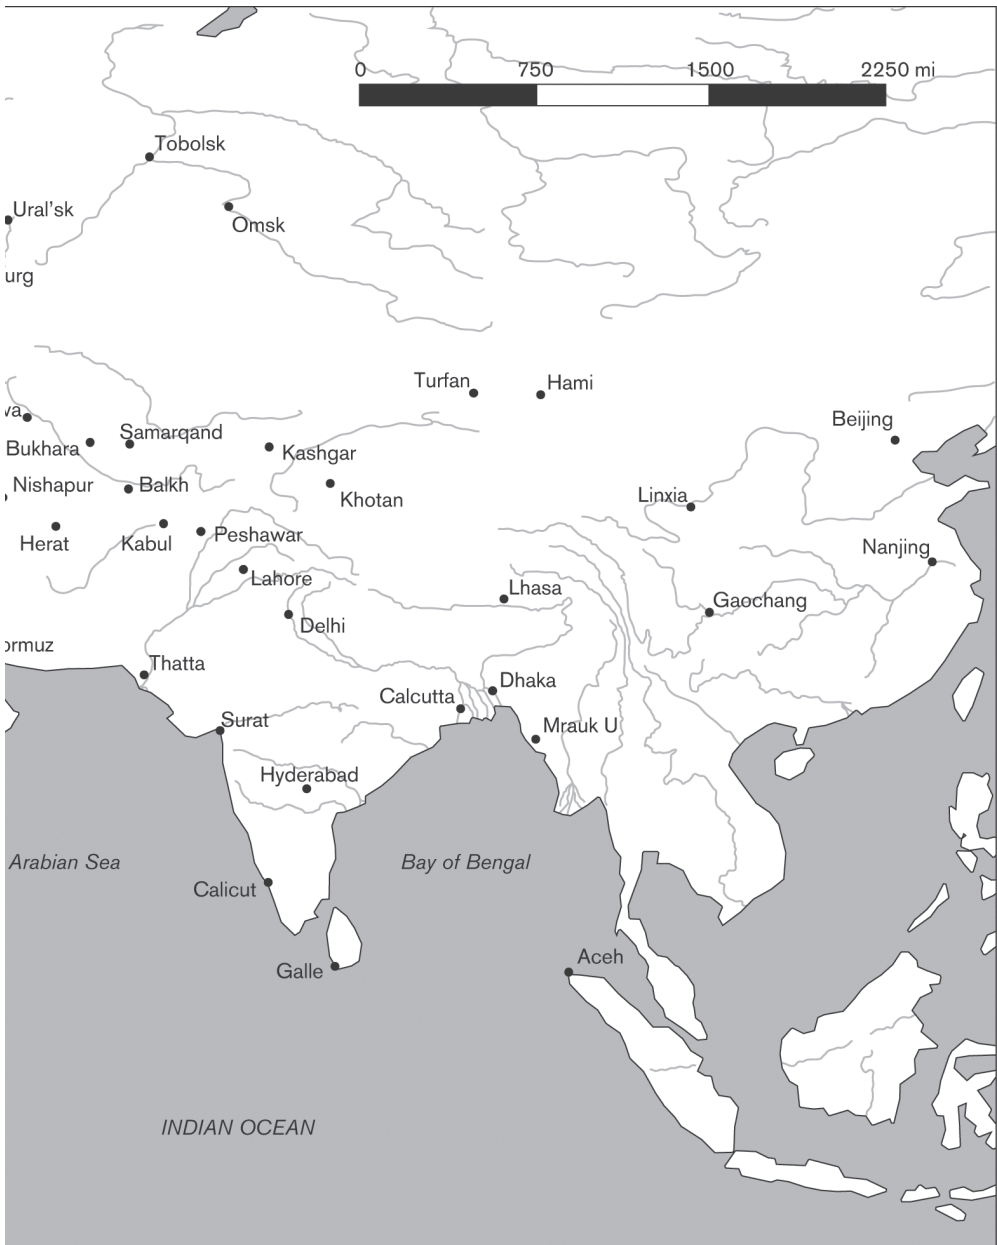 0 750 1500 2250 mi
Tobolsk
Ural'sk
Omsk
urg
Turfan
Hami
va
Beijing
Bukhara
Samarqand
Kashgar
Nishapur
Balkh
Khotan
Linxia
Herat
Kabul
Peshawar
Nanjing
Lahore
Lhasa
Gaochang
Delhi
ormuz
Thatta
Dhaka
Calcutta
Surat
Mrauk U
Hyderabad
Arabian Sea
Bay of Bengal
Calicut
Galle
Aceh
INDIAN OCEAN